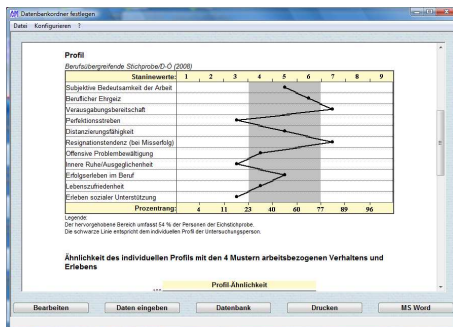 Datenbankordner festlegen
Datei Konfigurieren ?
Profil
Berufsübergreifende Stichprobe/D-Ö (2008)
Staninewerte: 1 2 3 4 5 6 7 8 9
Subjektive Bedeutsamkeit der Arbeit
Beruflicher Ehrgeiz
Verausgabungsbereitschaft
Perfektionsstreben
Distanzierungsfähigkeit
Resignationstendenz (bei Misserfolg)
Offensive Problembewältigung
Innere Ruhe/Ausgeglichenheit
Erfolgserleben im Beruf
Lebenszufriedenheit
Erleben sozialer Unterstützung
Prozentrang: 4 11 23 40 60 77 89 96
Legende:
Der hervorgehobene Bereich umfasst 54 % der Personen der Eichstichprobe.
Die schwarze Linie entspricht dem individuellen Profil der Untersuchungsperson.
Ähnlichkeit des individuellen Profils mit den 4 Mustern arbeitsbezogenen Verhaltens und
Erlebens
Profil-Ähnlichkeit
Bearbeiten Daten eingeben Datenbank Drucken MS Word